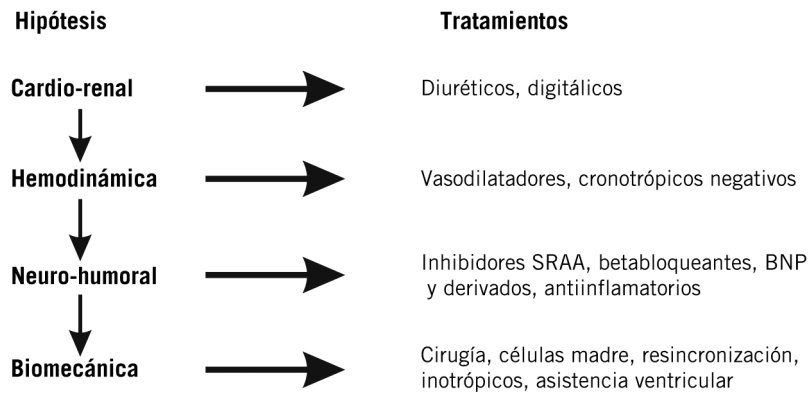 Hipótesis Tratamientos
Cardio-renal Diuréticos, digitálicos
Hemodinámica Vasodilatadores, cronotrópicos negativos
Neuro-humoral Inhibidores SRAA, betabloqueantes, BNP
y derivados, antiinflamatorios
Biomecánica Cirugía, células madre, resincronización,
inotrópicos, asistencia ventricular